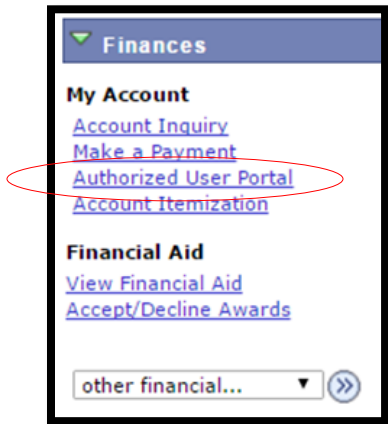 Finances
My Account
Account Inquiry
Make a Payment
Authorized User Portal
Account Itemization
Financial Aid
View Financial Aid
Accept/Decline Awards
other financial...